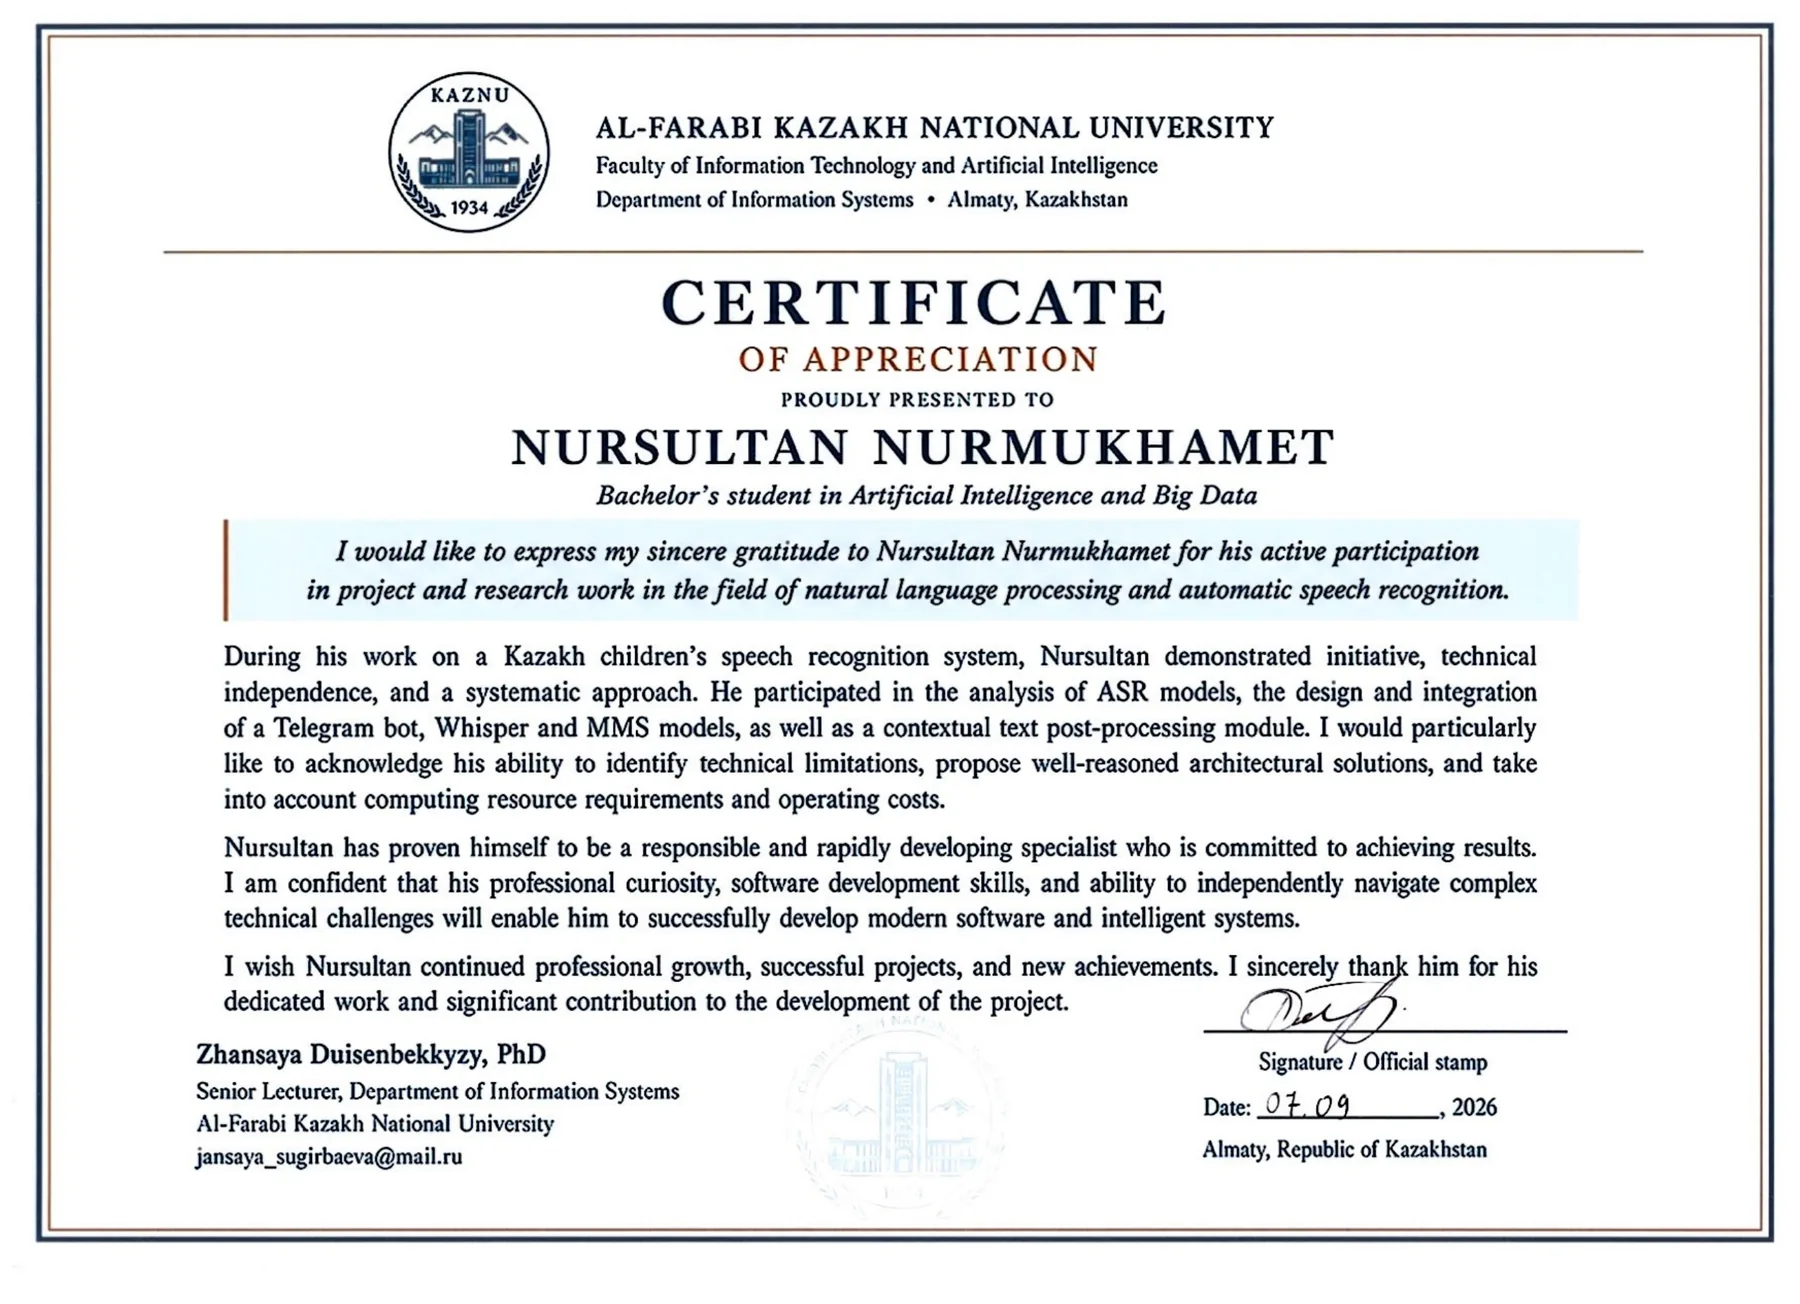 KAZNU
1934
AL-FARABI KAZAKH NATIONAL UNIVERSITY
Faculty of Information Technology and Artificial Intelligence
Department of Information Systems • Almaty, Kazakhstan
CERTIFICATE
OF APPRECIATION
PROUDLY PRESENTED TO
NURSULTAN NURMUKHAMET
Bachelor's student in Artificial Intelligence and Big Data
I would like to express my sincere gratitude to Nursultan Nurmukhamet for his active participation
in project and research work in the field of natural language processing and automatic speech recognition.
During his work on a Kazakh children's speech recognition system, Nursultan demonstrated initiative, technical
independence, and a systematic approach. He participated in the analysis of ASR models, the design and integration
of a Telegram bot, Whisper and MMS models, as well as a contextual text post-processing module. I would particularly
like to acknowledge his ability to identify technical limitations, propose well-reasoned architectural solutions, and take
into account computing resource requirements and operating costs.
Nursultan has proven himself to be a responsible and rapidly developing specialist who is committed to achieving results.
I am confident that his professional curiosity, software development skills, and ability to independently navigate complex
technical challenges will enable him to successfully develop modern software and intelligent systems.
I wish Nursultan continued professional growth, successful projects, and new achievements. I sincerely thank him for his
dedicated work and significant contribution to the development of the project.
Zhansaya Duisenbekkyzy, PhD
Senior Lecturer, Department of Information Systems
Al-Farabi Kazakh National University
jansaya_sugirbaeva@mail.ru
Signature / Official stamp
Date: 07.09, 2026
Almaty, Republic of Kazakhstan